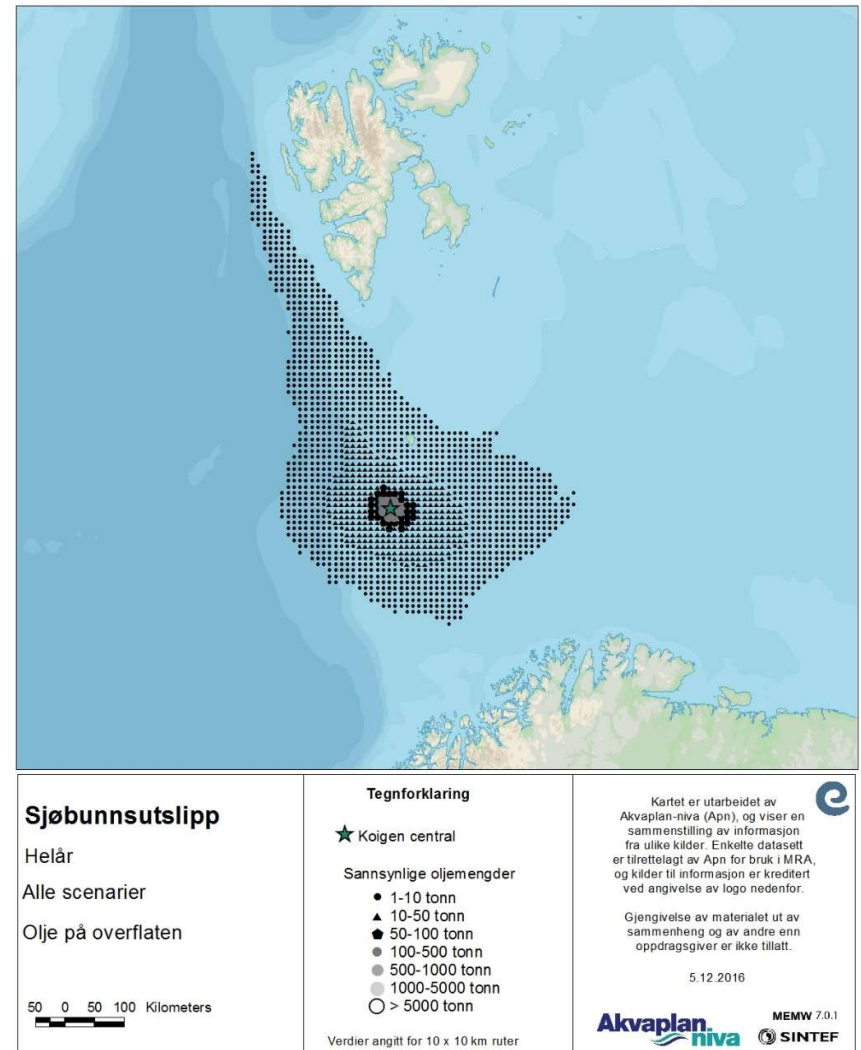 Sjøbunnsutslipp
Helår
Alle scenarier
Olje på overflaten
50 0 50 100 Kilometers
Tegnforklaring
Koigen central
Sannsynlige oljemengder
1-10 tonn
10-50 tonn
50-100 tonn
100-500 tonn
500-1000 tonn
1000-5000 tonn
> 5000 tonn
Verdier angitt for 10 x 10 km ruter
Kartet er utarbeidet av
Akvaplan-niva (Apn), og viser en
sammenstilling av informasjon
fra ulike kilder. Enkelte datasett
er tilrettelagt av Apn for bruk i MRA,
og kilder til informasjon er kreditert
ved angivelse av logo nedenfor.
Gjengivelse av materialet ut av
sammenheng og av andre enn
oppdragsgiver er ikke tillatt.
5.12.2016
Akvaplan
niva
MEMW 7.0.1
SINTEF